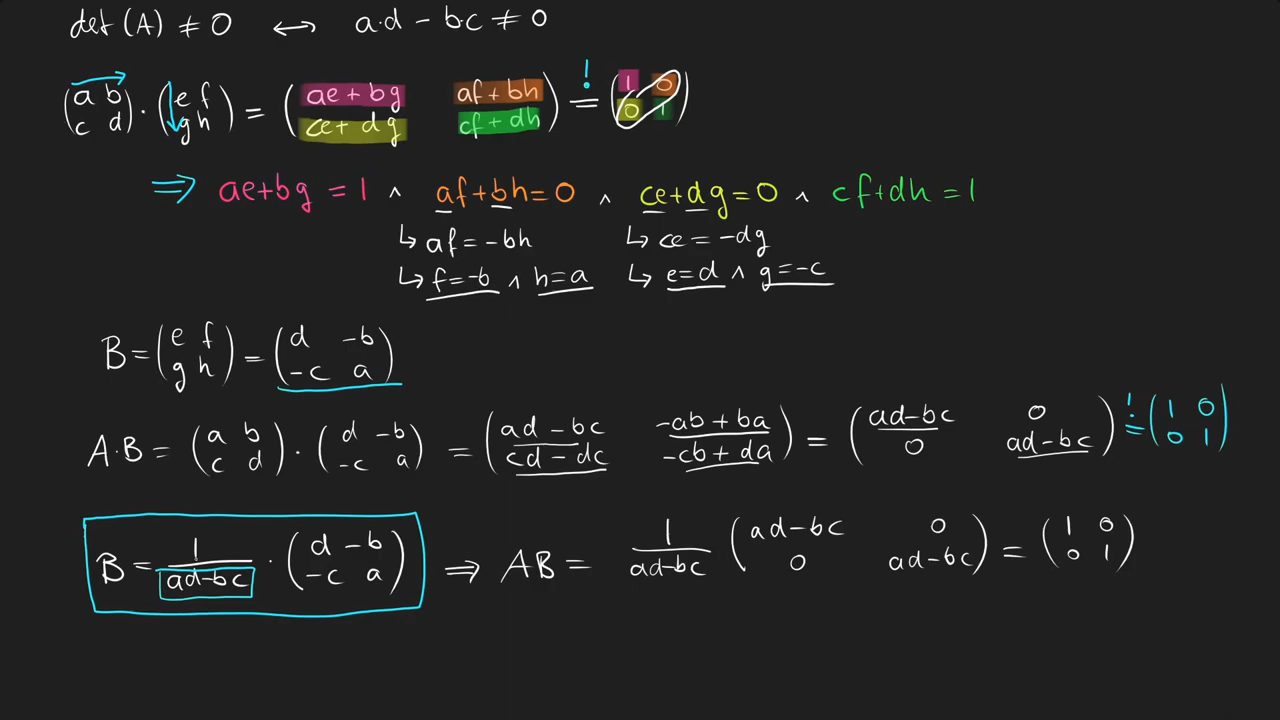 det(A) ≠ 0 ↔ a·d − b·c ≠ 0
(a b; c d) · (e f; g h) = (ae + bg af + bh; ce + dg cf + dh) =! (1 0; 0 1)
⇒ ae+bg = 1 ∧ af+bh=0 ∧ ce+dg=0 ∧ cf+dh=1
↳ af = −bh ↳ ce = −dg
↳ f=−b ∧ h=a ↳ e=d ∧ g=−c
B = (e f; g h) = (d −b; −c a)
A·B = (a b; c d) · (d −b; −c a) = (ad − bc −ab + ba; cd − dc −cb + da) = (ad−bc 0; 0 ad−bc) =! (1 0; 0 1)
B = 1/(ad−bc) · (d −b; −c a) ⇒ AB = 1/(ad−bc) (ad−bc 0; 0 ad−bc) = (1 0; 0 1)